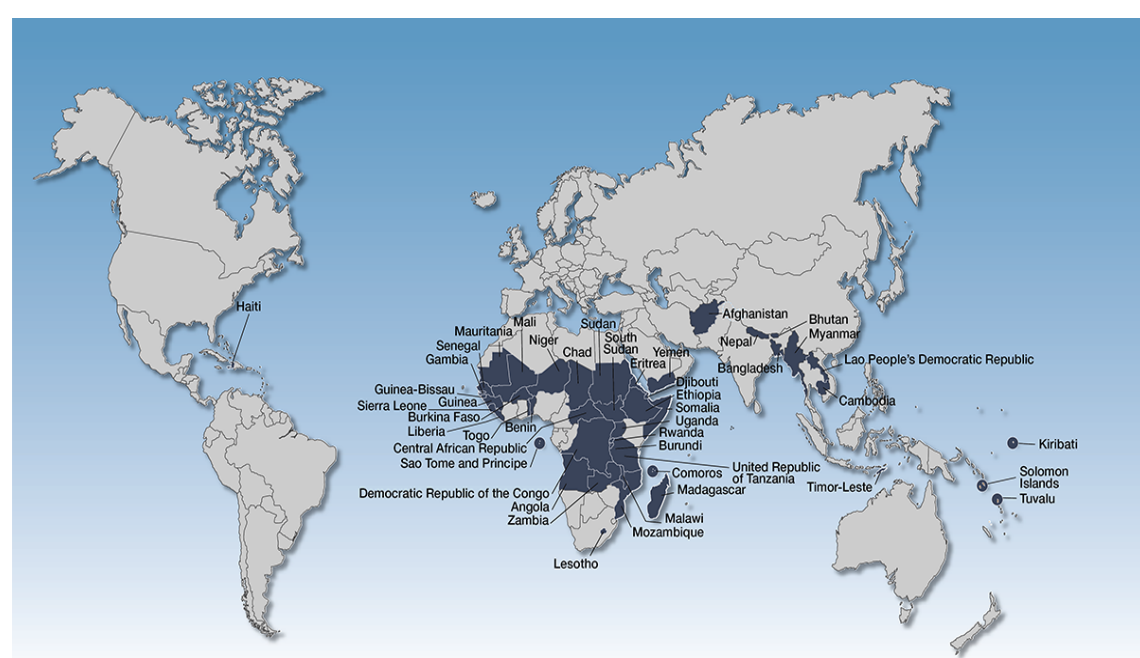 Haiti
Mali
Mauritania
Senegal
Gambia
Niger
Chad
Sudan
South
Sudan
Yemen
Eritrea
Djibouti
Ethiopia
Somalia
Uganda
Rwanda
Burundi
Guinea-Bissau
Guinea
Sierra Leone
Burkina Faso
Liberia
Togo
Benin
Central African Republic
Sao Tome and Principe
Democratic Republic of the Congo
Angola
Zambia
Lesotho
United Republic
of Tanzania
Comoros
Madagascar
Malawi
Mozambique
Afghanistan
Nepal
Bhutan
Myanmar
Bangladesh
Lao People's Democratic Republic
Cambodia
Timor-Leste
Kiribati
Solomon
Islands
Tuvalu